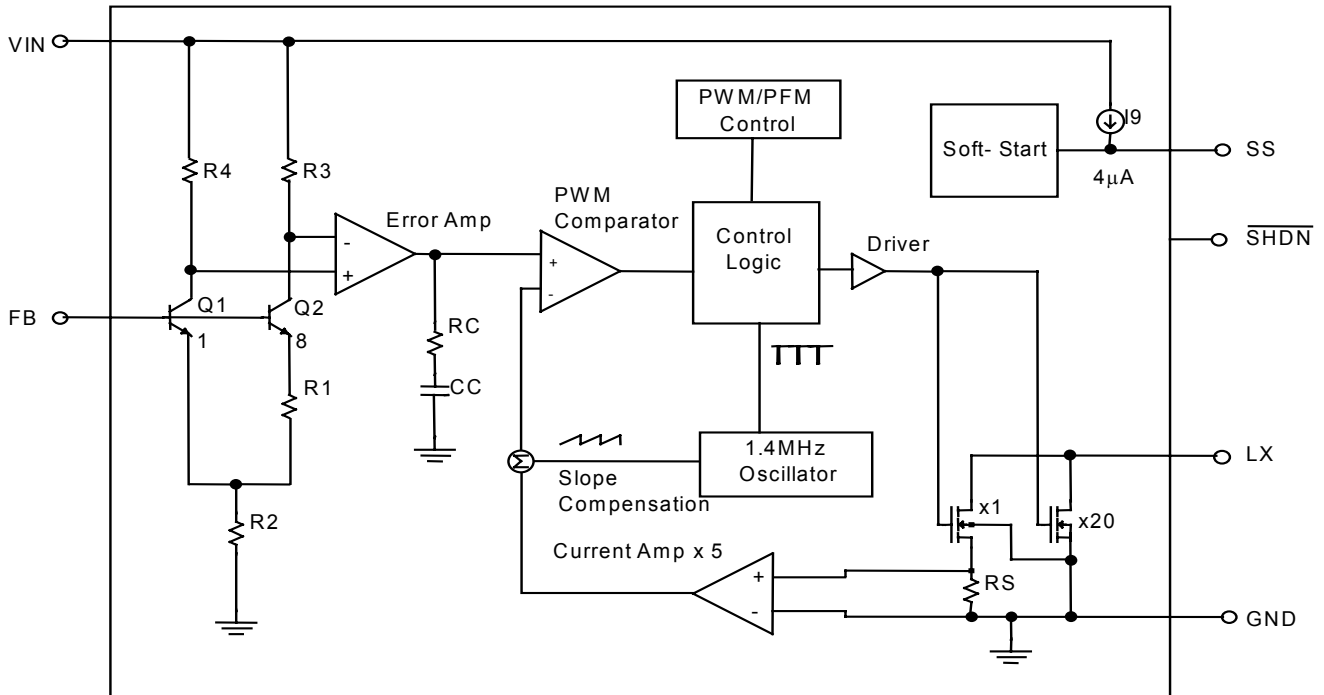 VIN
PWM/PFM
Control
I9
Soft- Start
SS
4μA
R4
R3
PWM
Comparator
Error Amp
-
+
+
-
Control
Logic
Driver
SHDN
FB
Q1
Q2
1
8
RC
CC
R1
1.4MHz
Oscillator
Σ
Slope
Compensation
LX
x1
x20
R2
Current Amp x 5
+
-
RS
GND